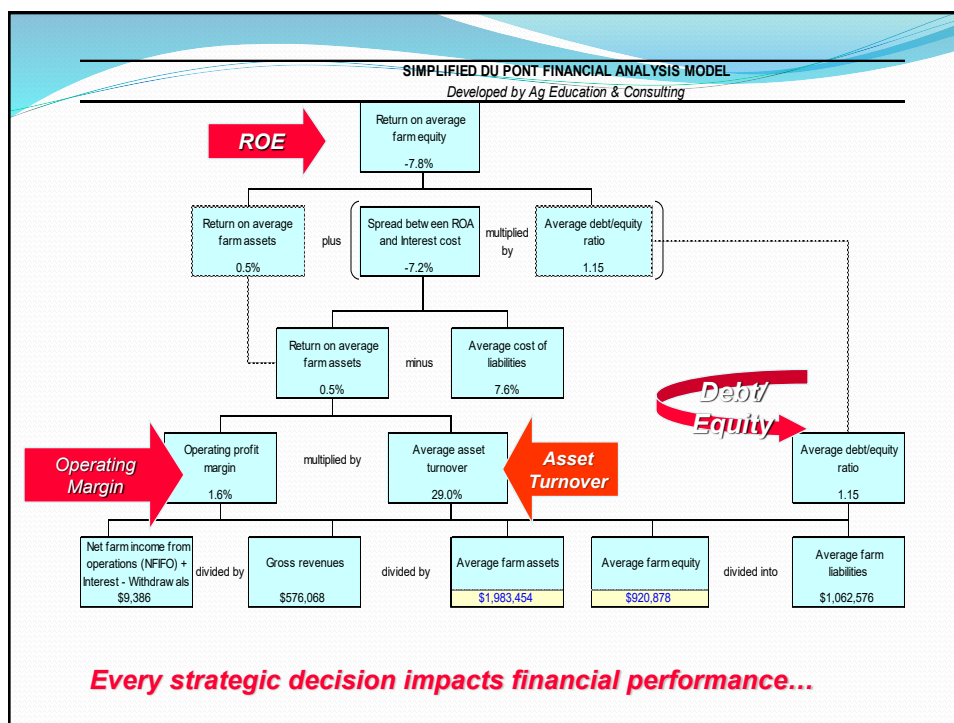 SIMPLIFIED DU PONT FINANCIAL ANALYSIS MODEL
Developed by Ag Education & Consulting
ROE
Return on average
farm equity
-7.8%
Return on average
farm assets
0.5%
plus
Spread between ROA
and Interest cost
-7.2%
multiplied
by
Average debt/equity
ratio
1.15
Return on average
farm assets
0.5%
minus
Average cost of
liabilities
7.6%
Debt/
Equity
Operating
Margin
Operating profit
margin
1.6%
multiplied by
Average asset
turnover
29.0%
Asset
Turnover
Average debt/equity
ratio
1.15
Net farm income from
operations (NFIFO) +
Interest - Withdrawals
$9,386
divided by
Gross revenues
$576,068
divided by
Average farm assets
$1,983,454
Average farm equity
$920,878
divided into
Average farm
liabilities
$1,062,576
Every strategic decision impacts financial performance…